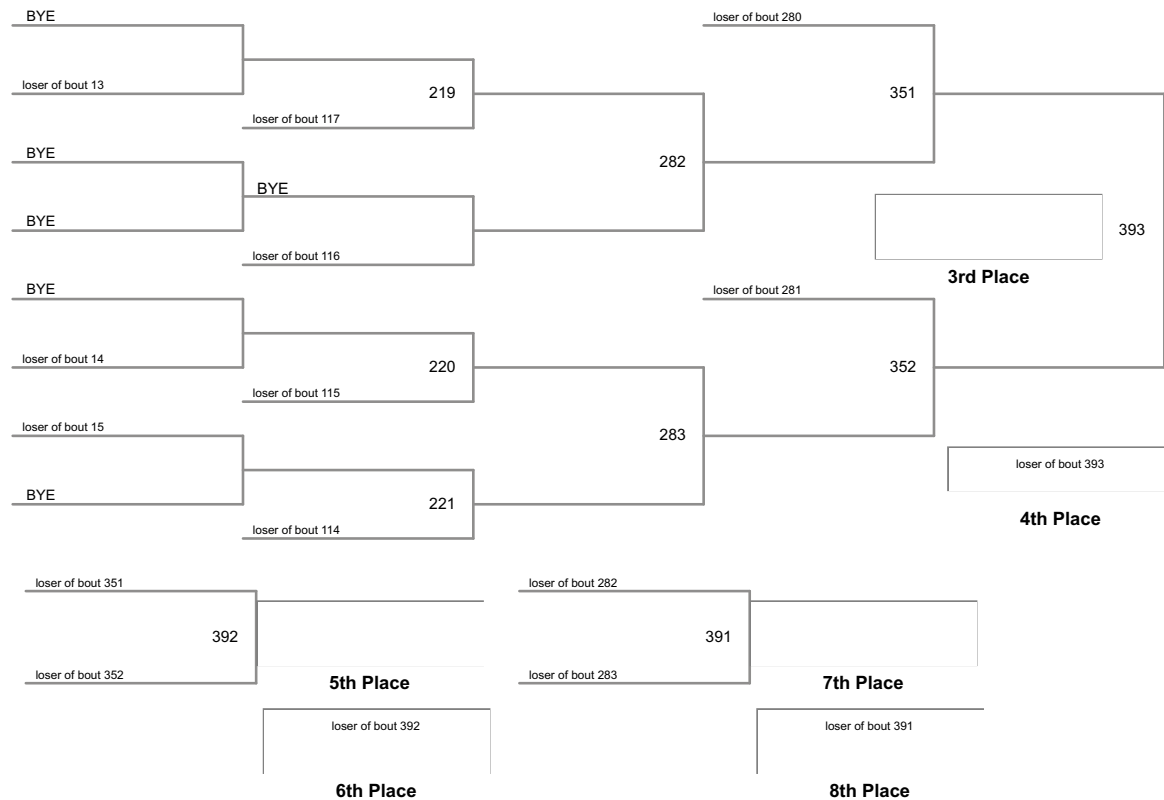 BYE
loser of bout 280
loser of bout 13
219
351
loser of bout 117
BYE
282
BYE
BYE
393
loser of bout 116
3rd Place
BYE
loser of bout 281
loser of bout 14
220
352
loser of bout 115
loser of bout 15
283
loser of bout 393
BYE
221
4th Place
loser of bout 114
loser of bout 351
loser of bout 282
392
391
loser of bout 352
loser of bout 283
5th Place
7th Place
loser of bout 392
loser of bout 391
6th Place
8th Place